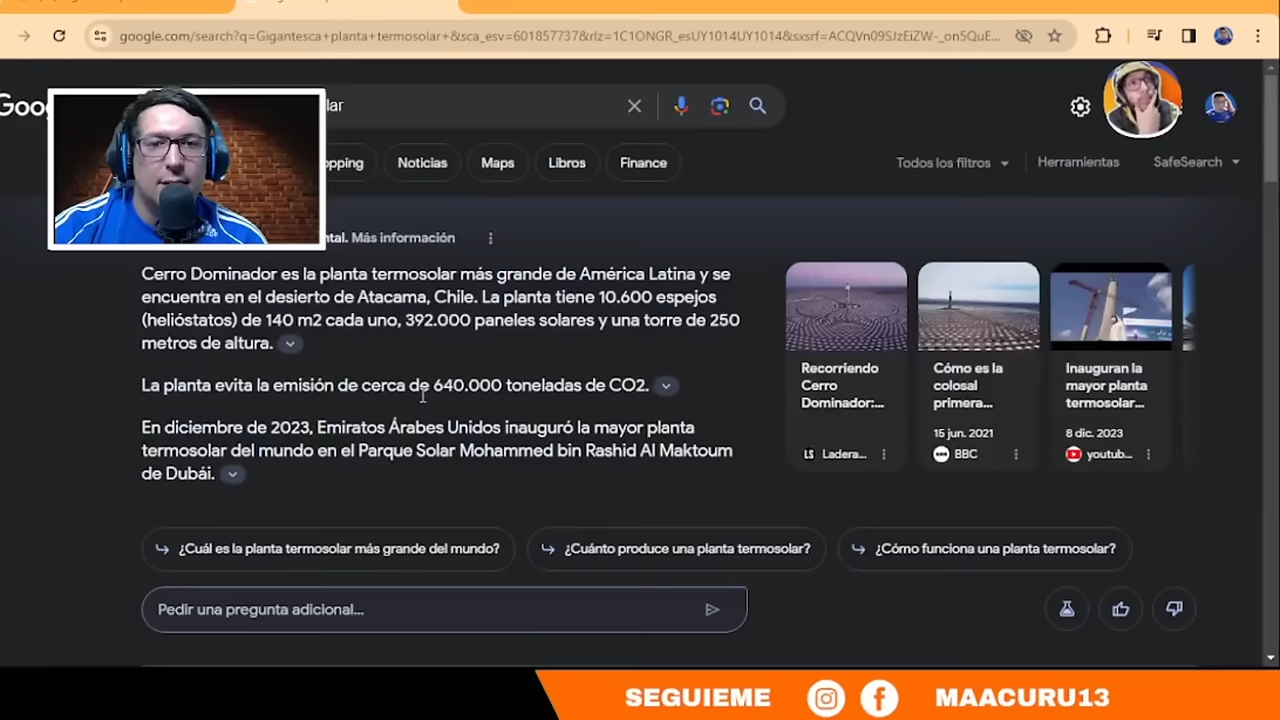 google.com/search?q=Gigantesca+planta+termosolar+&sca_esv=601857737&rlz=1C1ONGR_esUY1014UY1014&sxsrf=ACQVn09SJzEiZW-_on5QuE...
Goog
lar
opping
Noticias
Maps
Libros
Finance
Todos los filtros
Herramientas
SafeSearch
ntal. Más información
Cerro Dominador es la planta termosolar más grande de América Latina y se
encuentra en el desierto de Atacama, Chile. La planta tiene 10.600 espejos
(helióstatos) de 140 m2 cada uno, 392.000 paneles solares y una torre de 250
metros de altura.
La planta evita la emisión de cerca de 640.000 toneladas de CO2.
En diciembre de 2023, Emiratos Árabes Unidos inauguró la mayor planta
termosolar del mundo en el Parque Solar Mohammed bin Rashid Al Maktoum
de Dubái.
Recorriendo
Cerro
Dominador:...
LS Ladera...
Cómo es la
colosal
primera...
15 jun. 2021
BBC
Inauguran la
mayor planta
termosolar...
8 dic. 2023
youtub...
¿Cuál es la planta termosolar más grande del mundo?
¿Cuánto produce una planta termosolar?
¿Cómo funciona una planta termosolar?
Pedir una pregunta adicional...
SEGUIEME
MAACURU13